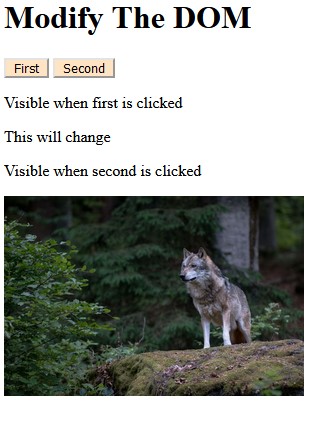 Modify The DOM
First Second
Visible when first is clicked
This will change
Visible when second is clicked